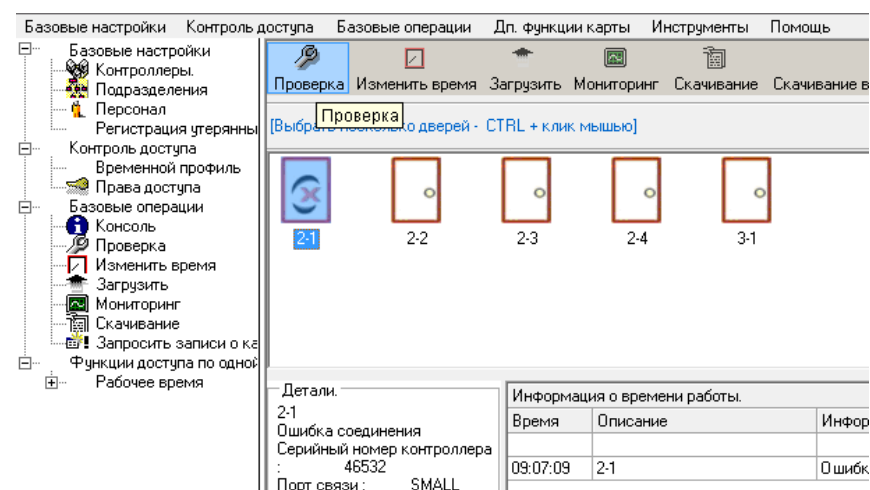 Базовые настройки Контроль доступа Базовые операции Дп. функции карты Инструменты Помощь
Базовые настройки
Контроллеры.
Подразделения
Персонал
Регистрация утерянны
Контроль доступа
Временной профиль
Права доступа
Базовые операции
Консоль
Проверка
Изменить время
Загрузить
Мониторинг
Скачивание
Запросить записи о ка
Функции доступа по одной
Рабочее время
Проверка Изменить время Загрузить Мониторинг Скачивание Скачивание в
Проверка
[Выбрать несколько дверей - CTRL + клик мышью]
2-1 2-2 2-3 2-4 3-1
Детали.
2-1
Ошибка соединения
Серийный номер контроллера
: 46532
Порт связи : SMALL
Информация о времени работы.
Время Описание Инфор
09:07:09 2-1 Ошибк